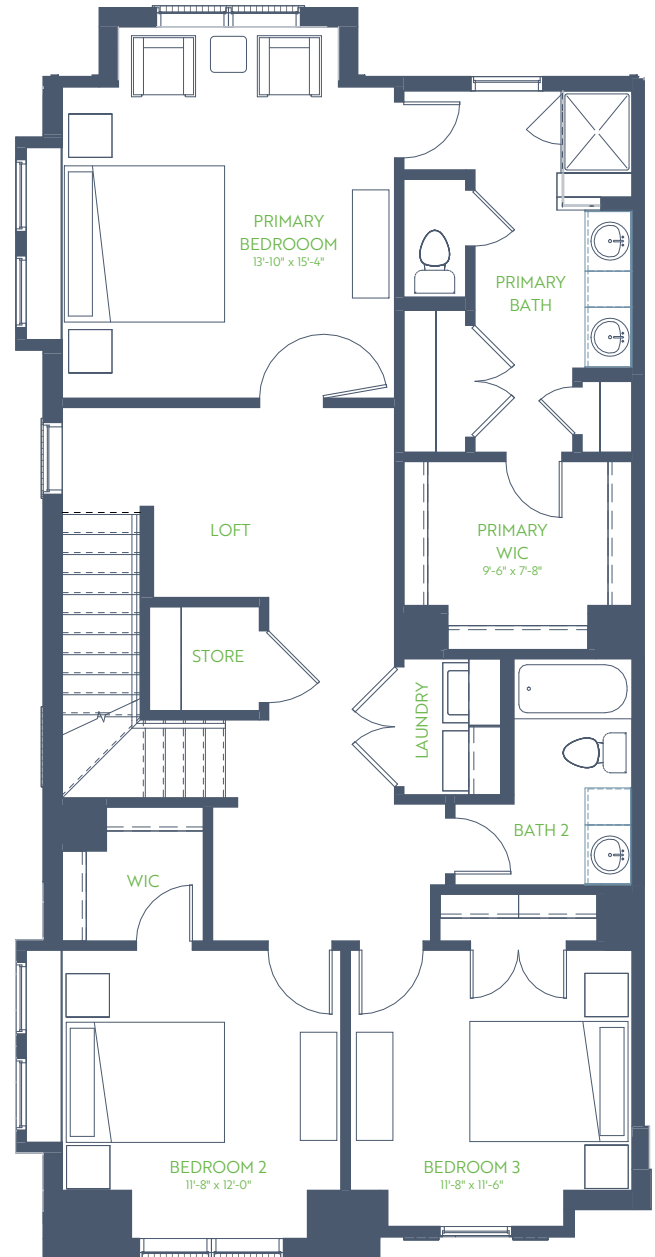 PRIMARY
BEDROOOM
13'-10" x 15'-4"
PRIMARY
BATH
LOFT
PRIMARY
WIC
9'-6" x 7'-8"
STORE
LAUNDRY
BATH 2
WIC
BEDROOM 2
11'-8" x 12'-0"
BEDROOM 3
11'-8" x 11'-6"